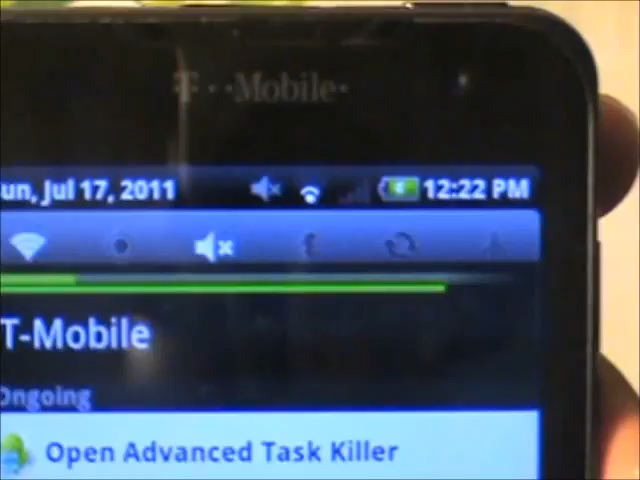 T··Mobile·
un, Jul 17, 2011 12:22 PM
T-Mobile
Ongoing
Open Advanced Task Killer